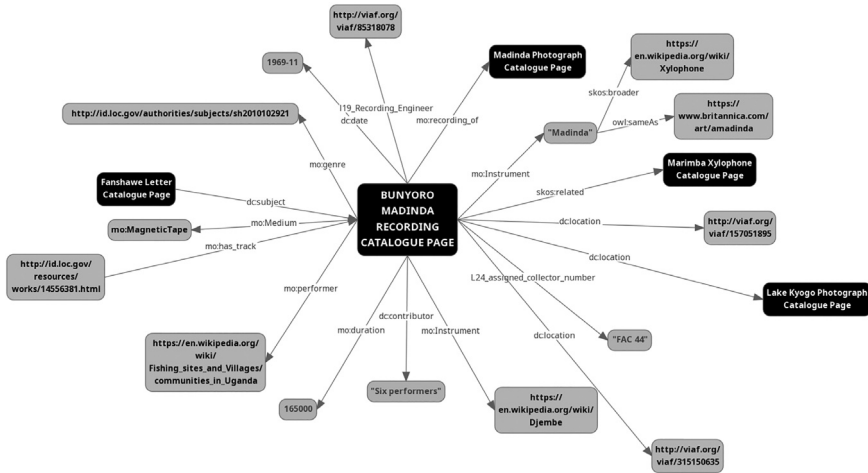 http://viaf.org/
viaf/85318078
1969-11
Madinda Photograph
Catalogue Page
https://
en.wikipedia.org/wiki/
Xylophone
skos:broader
l19_Recording_Engineer
dc:date
mo:recording_of
http://id.loc.gov/authorities/subjects/sh2010102921
"Madinda"
owl:sameAs
https://
www.britannica.com/
art/amadinda
mo:genre
mo:Instrument
Marimba Xylophone
Catalogue Page
Fanshawe Letter
Catalogue Page
dc:subject
skos:related
BUNYORO
MADINDA
RECORDING
CATALOGUE PAGE
mo:MagneticTape
mo:Medium
dc:location
http://viaf.org/
viaf/157051895
mo:has_track
http://id.loc.gov/
resources/
works/14556381.html
dc:location
L24_assigned_collector_number
Lake Kyogo Photograph
Catalogue Page
mo:performer
dc:contributor
mo:duration
mo:Instrument
dc:location
"FAC 44"
https://en.wikipedia.org/
wiki/
Fishing_sites_and_Villages/
communities_in_Uganda
165000
"Six performers"
https://
en.wikipedia.org/wiki/
Djembe
http://viaf.org/
viaf/315150635